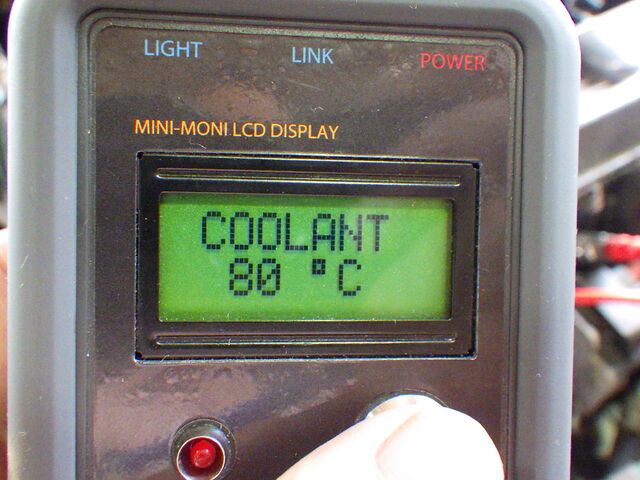 LIGHT LINK POWER
MINI-MONI LCD DISPLAY
COOLANT
80 °C